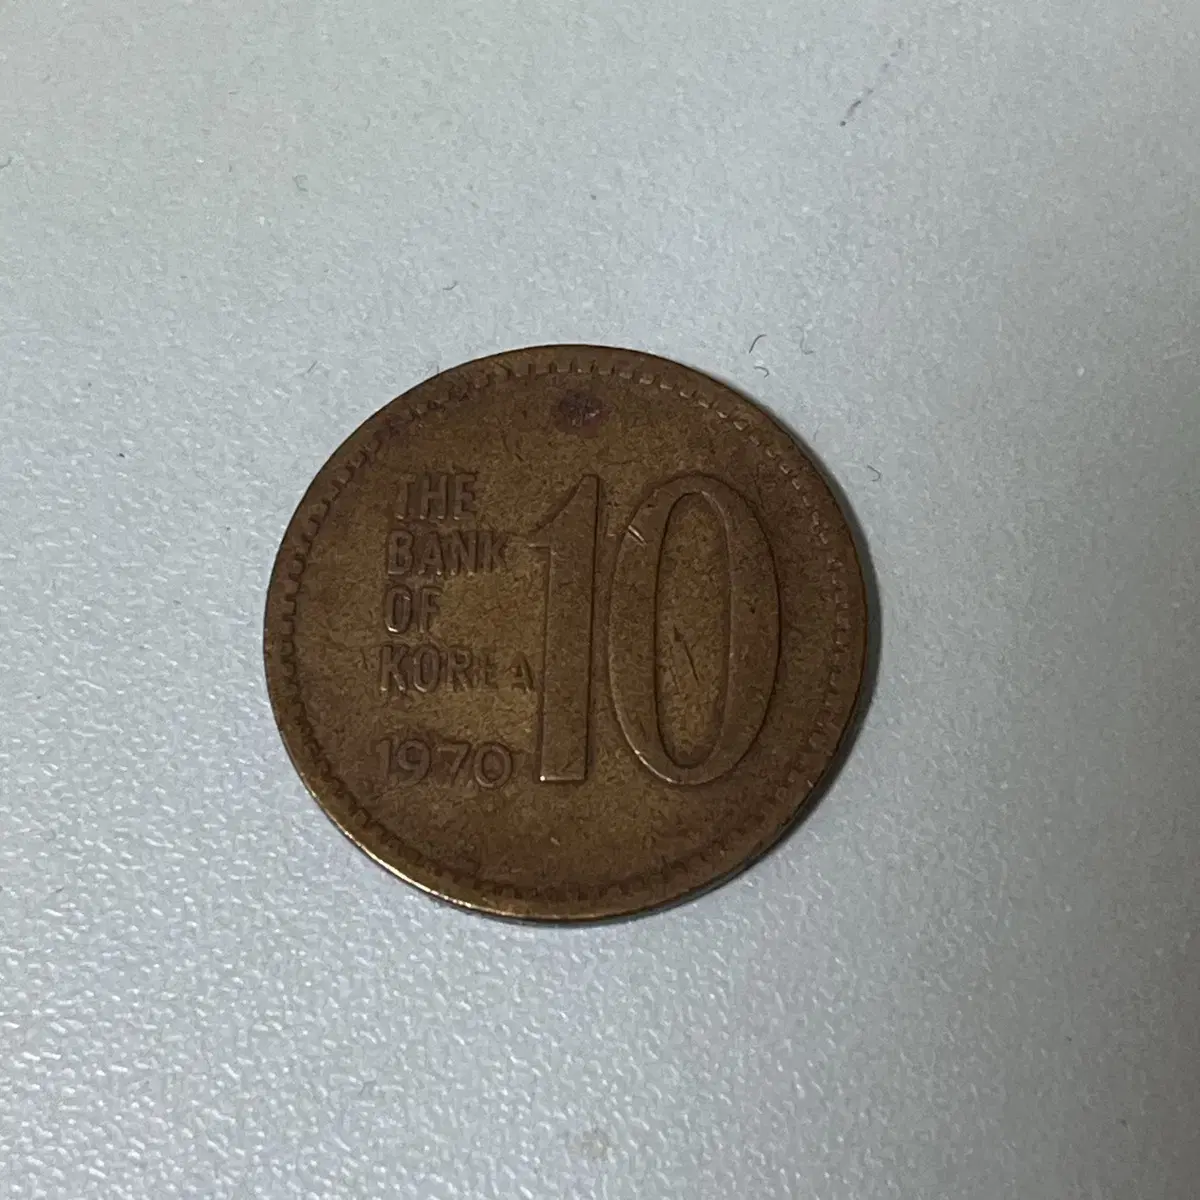 THE
BANK
OF
KOREA
1970
10